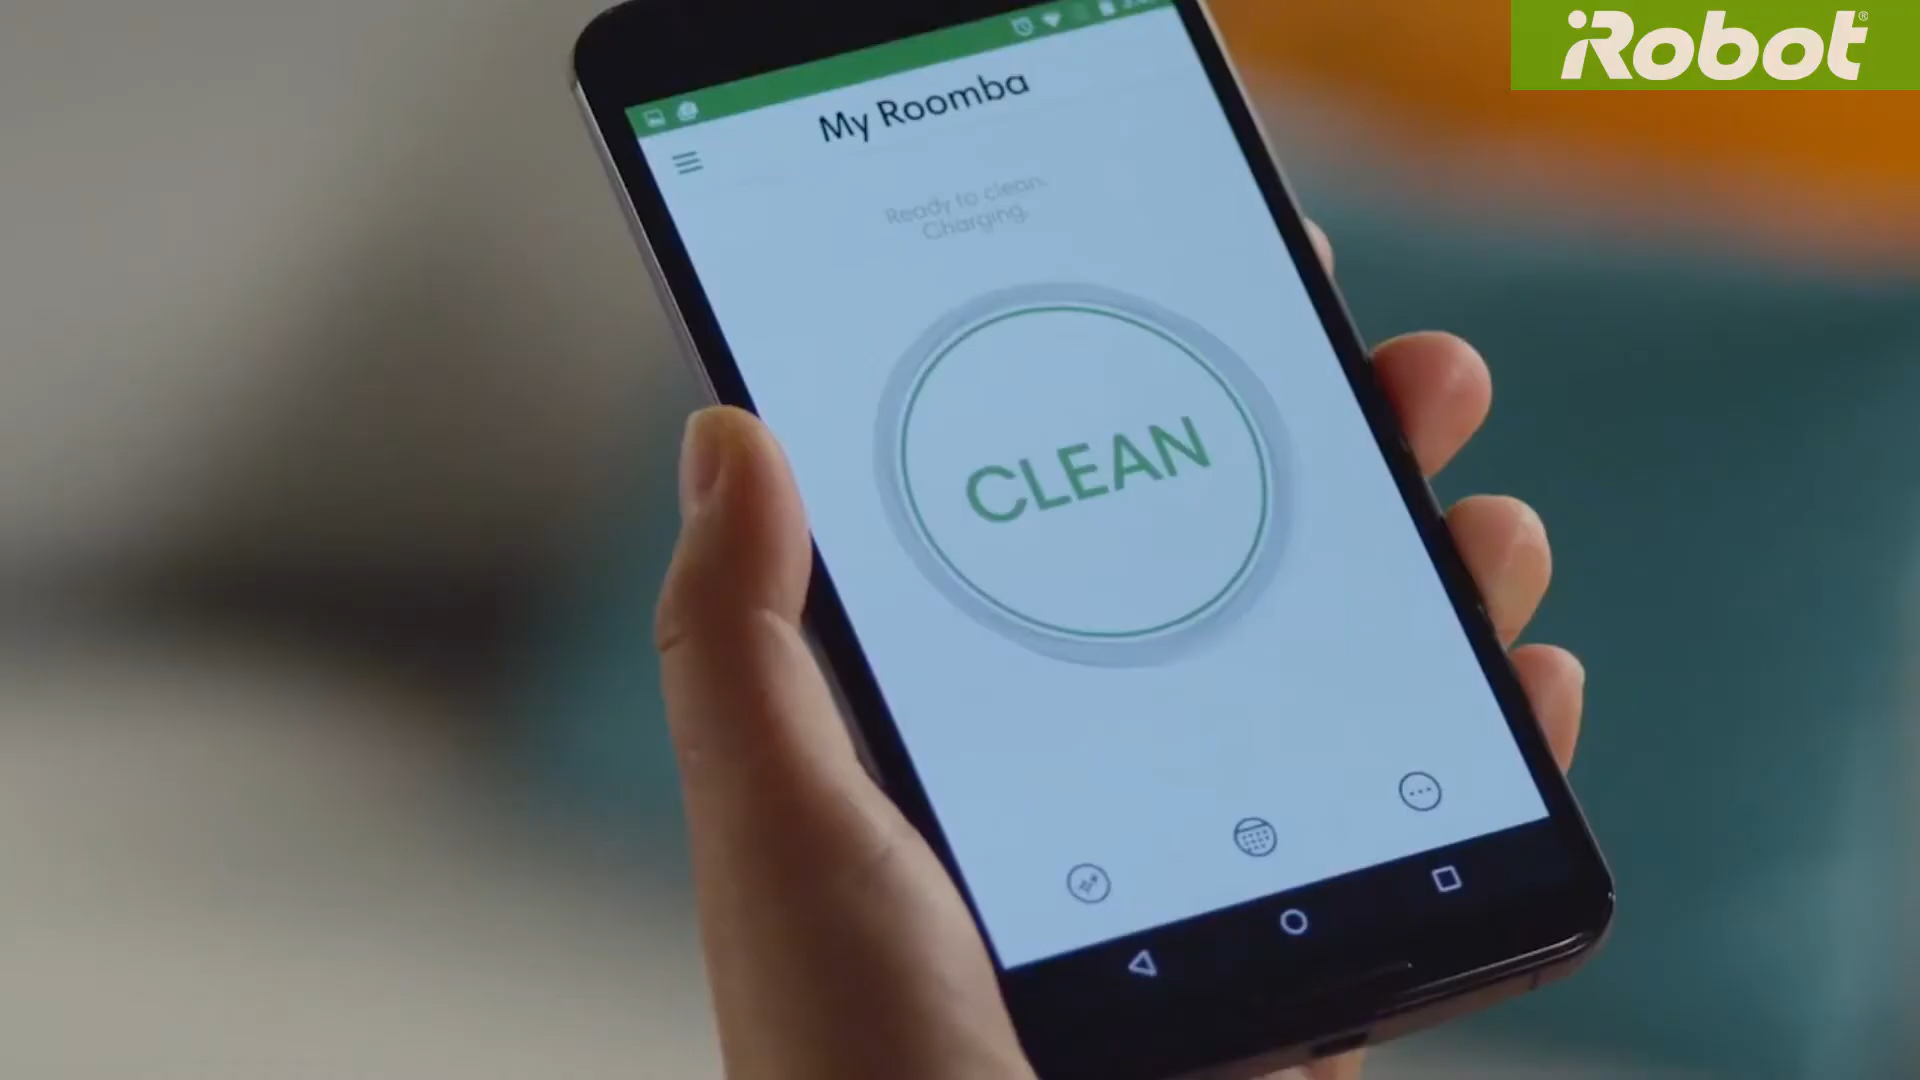 iRobot®
My Roomba
Ready to clean.
Charging.
CLEAN